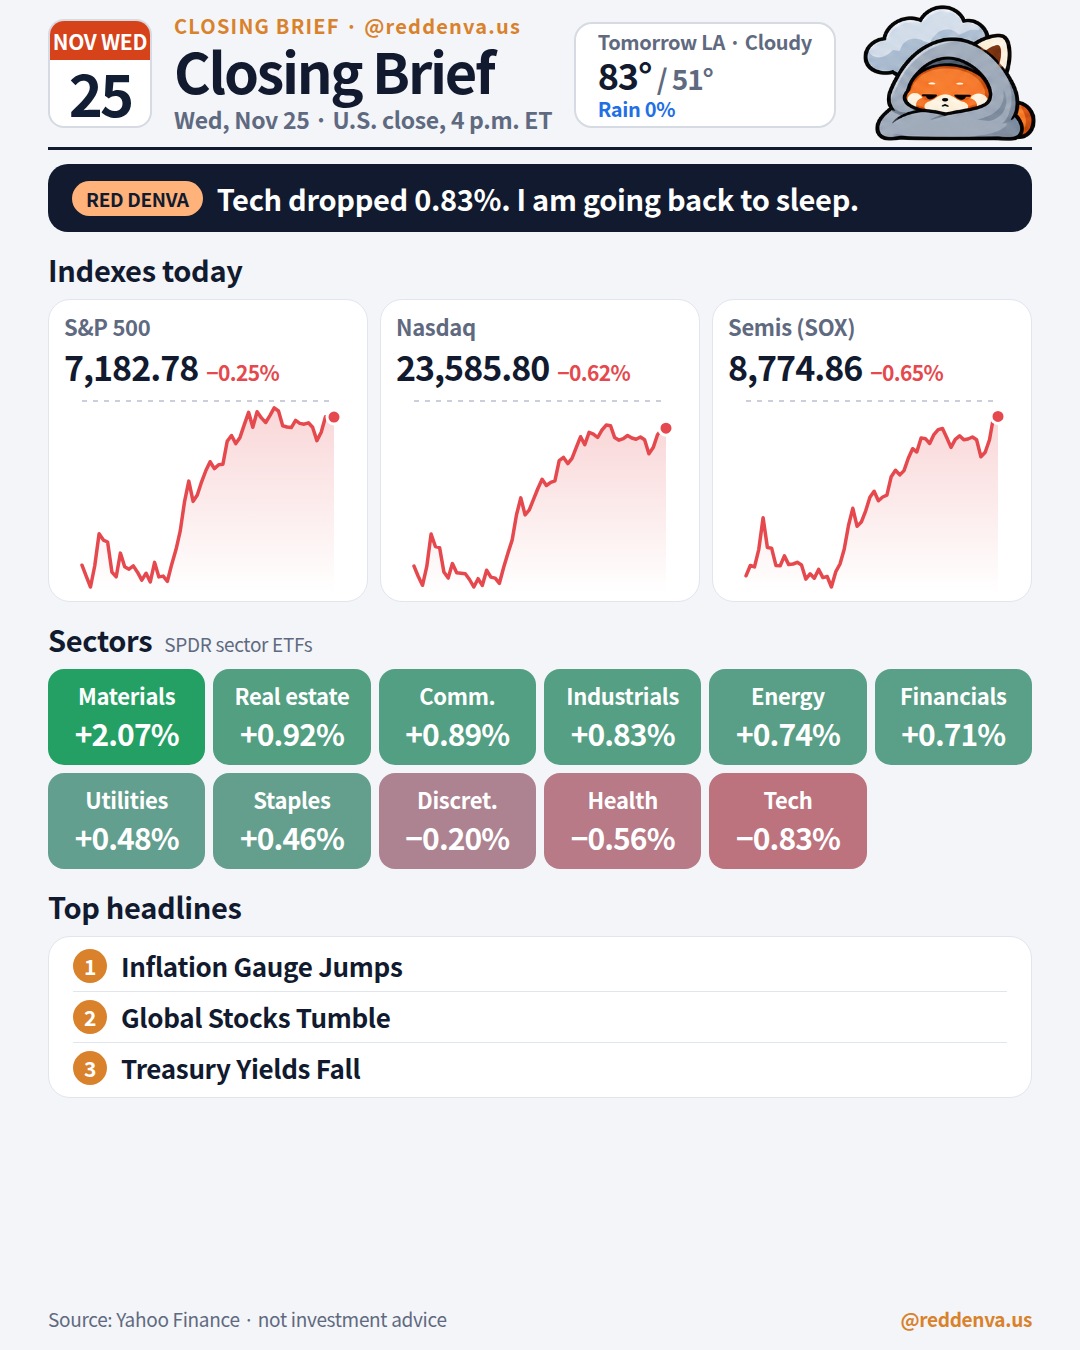 NOV WED
25
CLOSING BRIEF · @reddenva.us
Closing Brief
Wed, Nov 25 · U.S. close, 4 p.m. ET
Tomorrow LA · Cloudy
83° / 51°
Rain 0%
RED DENVA Tech dropped 0.83%. I am going back to sleep.
Indexes today
S&P 500
7,182.78 −0.25%
Nasdaq
23,585.80 −0.62%
Semis (SOX)
8,774.86 −0.65%
Sectors SPDR sector ETFs
Materials
+2.07%
Real estate
+0.92%
Comm.
+0.89%
Industrials
+0.83%
Energy
+0.74%
Financials
+0.71%
Utilities
+0.48%
Staples
+0.46%
Discret.
−0.20%
Health
−0.56%
Tech
−0.83%
Top headlines
1 Inflation Gauge Jumps
2 Global Stocks Tumble
3 Treasury Yields Fall
Source: Yahoo Finance · not investment advice
@reddenva.us